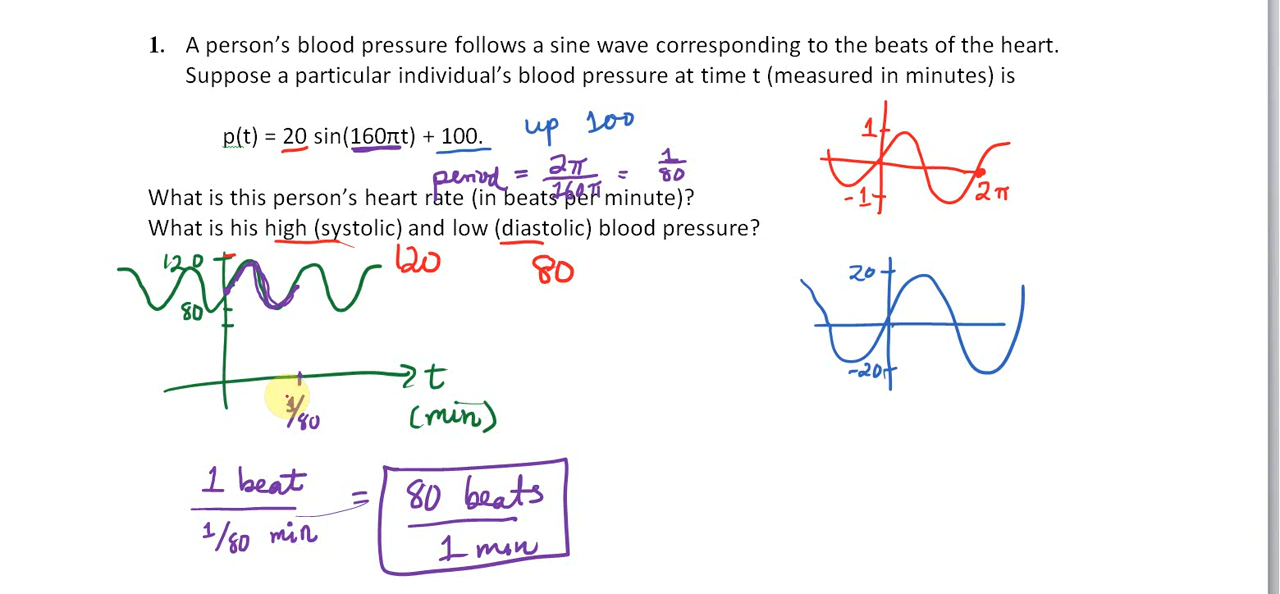 1. A person's blood pressure follows a sine wave corresponding to the beats of the heart.
Suppose a particular individual's blood pressure at time t (measured in minutes) is
p(t) = 20 sin(160πt) + 100.
up 100
period = 2π/160π = 1/80
What is this person's heart rate (in beats per minute)?
What is his high (systolic) and low (diastolic) blood pressure?
120
80
1
-1
2π
120
80
t
(min)
1/80
20
-20
1 beat / 1/80 min = 80 beats / 1 min